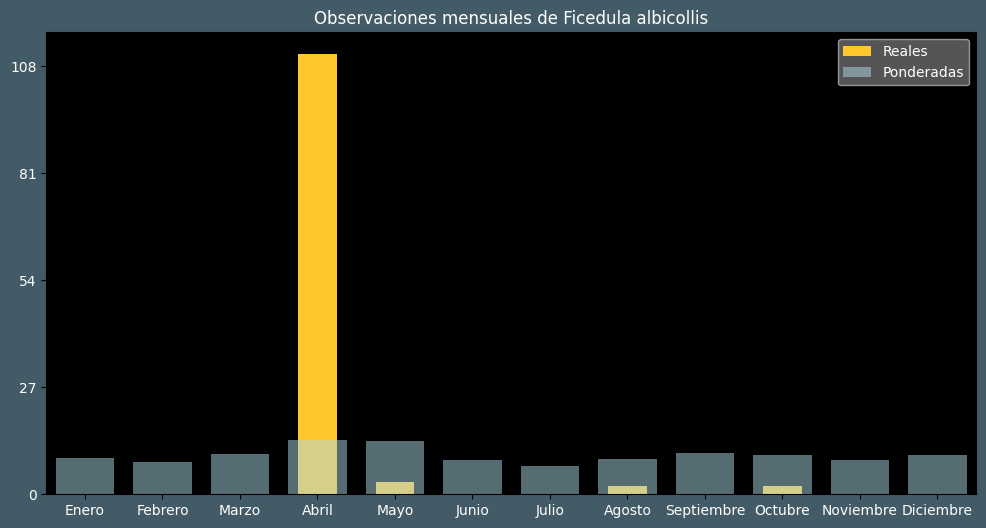 Observaciones mensuales de Ficedula albicollis
Reales
Ponderadas
108
81
54
27
0
Enero Febrero Marzo Abril Mayo Junio Julio Agosto Septiembre Octubre Noviembre Diciembre